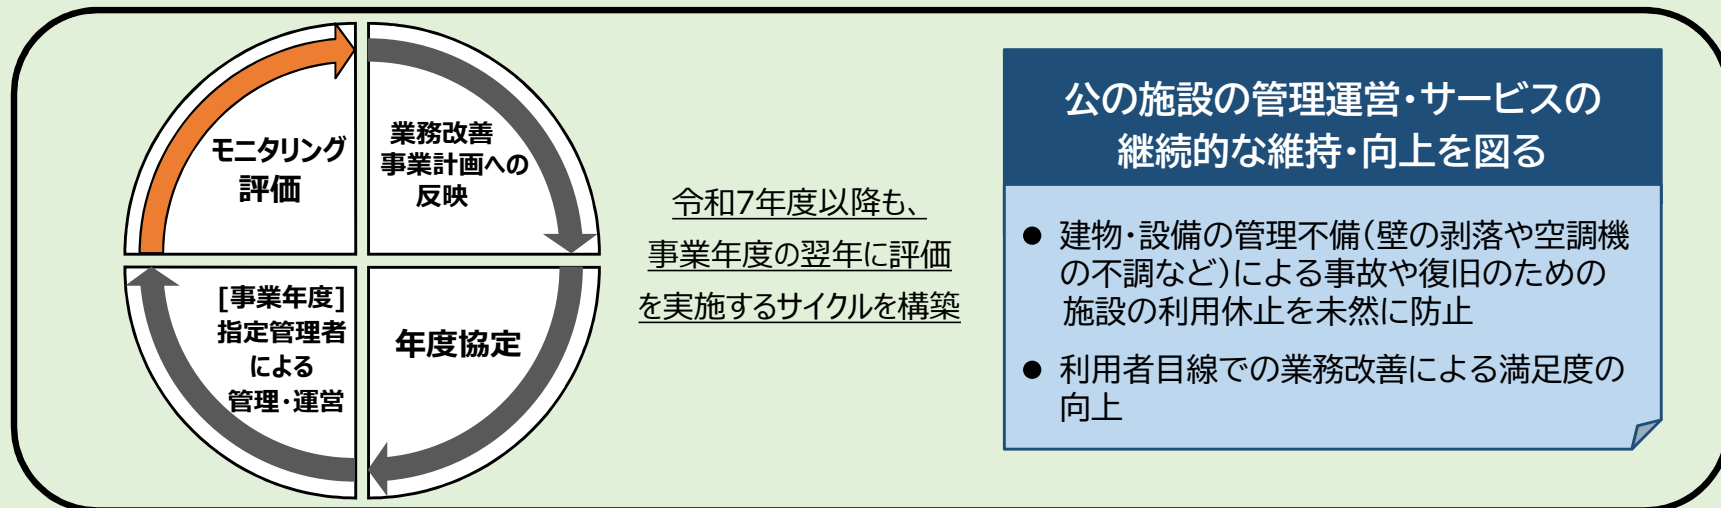 モニタリング
評価
業務改善
事業計画への
反映
[事業年度]
指定管理者
による
管理・運営
年度協定
令和7年度以降も、
事業年度の翌年に評価
を実施するサイクルを構築
公の施設の管理運営・サービスの
継続的な維持・向上を図る
● 建物・設備の管理不備(壁の剥落や空調機
の不調など)による事故や復旧のための
施設の利用休止を未然に防止
● 利用者目線での業務改善による満足度の
向上